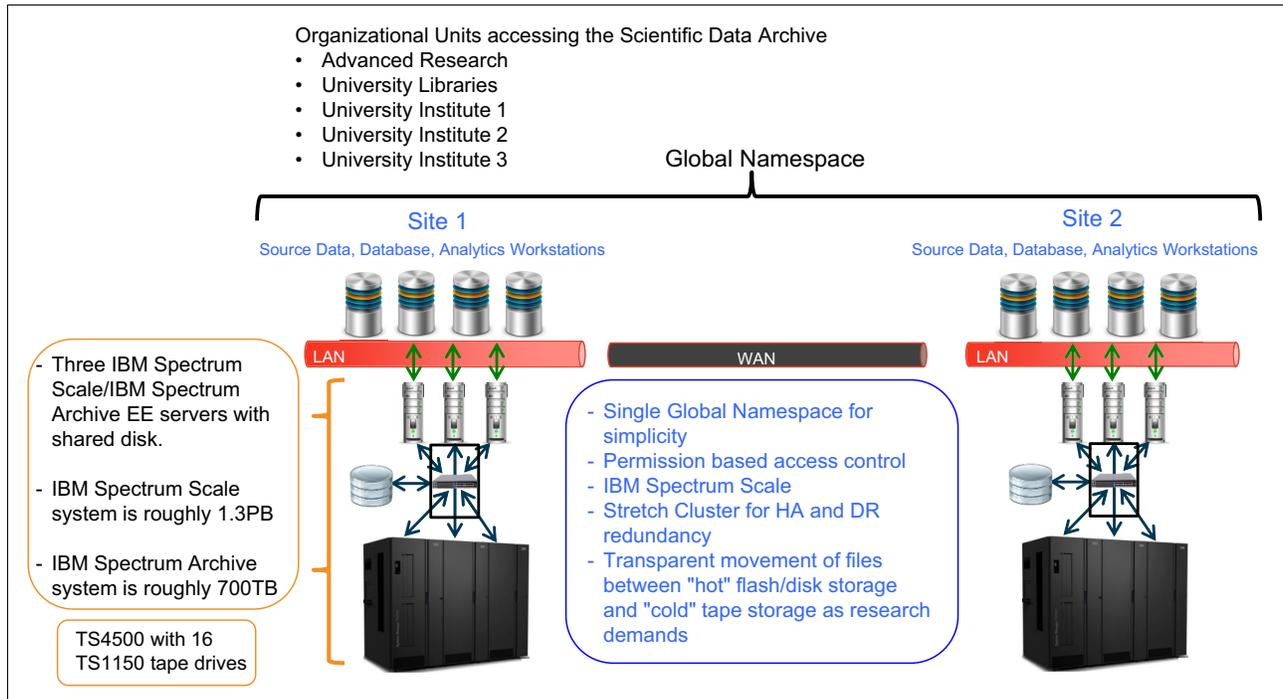 Organizational Units accessing the Scientific Data Archive
• Advanced Research
• University Libraries
• University Institute 1
• University Institute 2
• University Institute 3
Global Namespace
Site 1
Source Data, Database, Analytics Workstations
Site 2
Source Data, Database, Analytics Workstations
LAN
WAN
LAN
- Three IBM Spectrum
Scale/IBM Spectrum
Archive EE servers with
shared disk.
- IBM Spectrum Scale
system is roughly 1.3PB
- IBM Spectrum Archive
system is roughly 700TB
TS4500 with 16
TS1150 tape drives
- Single Global Namespace for
simplicity
- Permission based access control
- IBM Spectrum Scale
- Stretch Cluster for HA and DR
redundancy
- Transparent movement of files
between "hot" flash/disk storage
and "cold" tape storage as research
demands